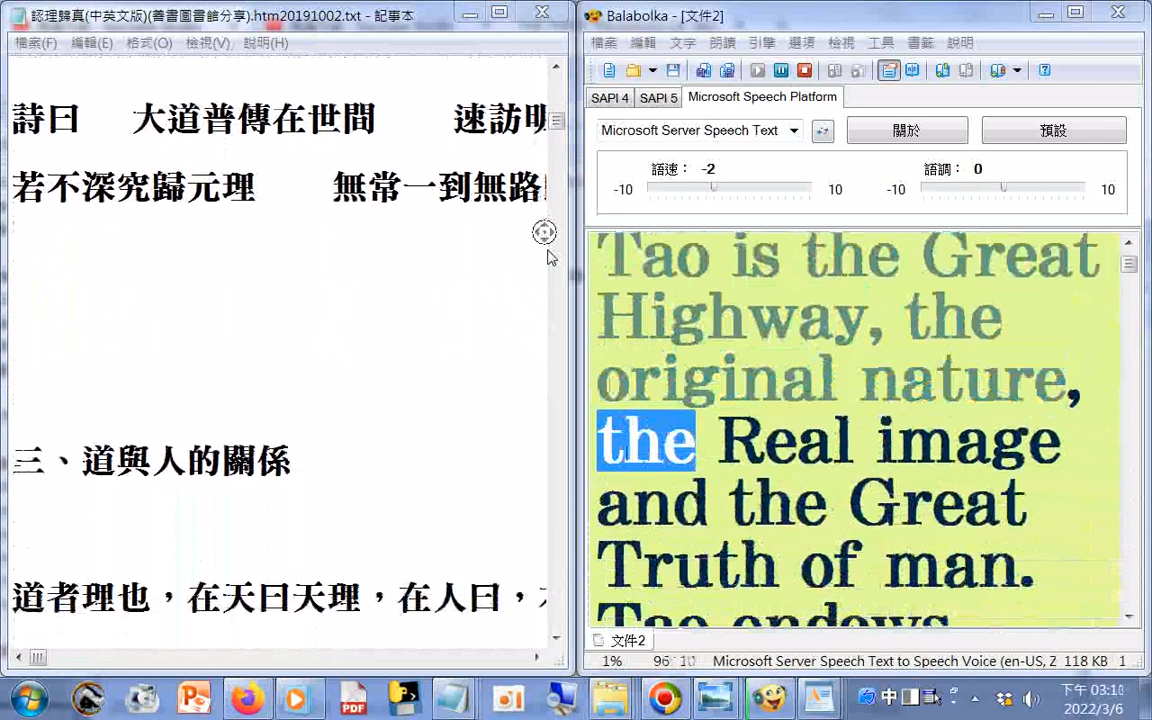 認理歸真(中英文版)(善書圖書館分享).htm20191002.txt - 記事本
檔案(F) 編輯(E) 格式(O) 檢視(V) 說明(H)
詩曰 大道普傳在世間 速訪明
若不深究歸元理 無常一到無路
三、道與人的關係
道者理也，在天曰天理，在人曰，
Balabolka - [文件2]
檔案 編輯 文字 朗讀 引擎 選項 檢視 工具 書籤 說明
SAPI 4 SAPI 5 Microsoft Speech Platform
Microsoft Server Speech Text 關於 預設
語速： -2 語調： 0
-10 10 -10 10
Tao is the Great
Highway, the
original nature,
the Real image
and the Great
Truth of man.
Tao endows
文件2
1% 96:10 Microsoft Server Speech Text to Speech Voice (en-US, Z 118 KB 1
中 下午 03:10
2022/3/6